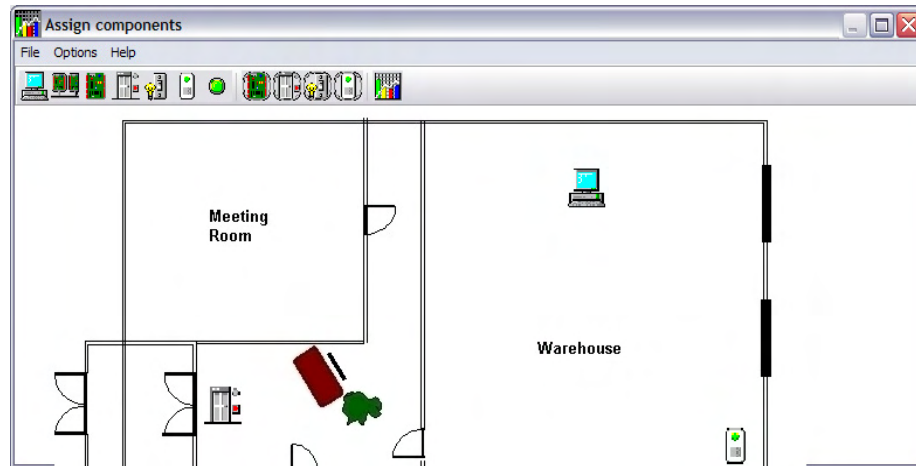 Assign components
File Options Help
Meeting
Room
Warehouse